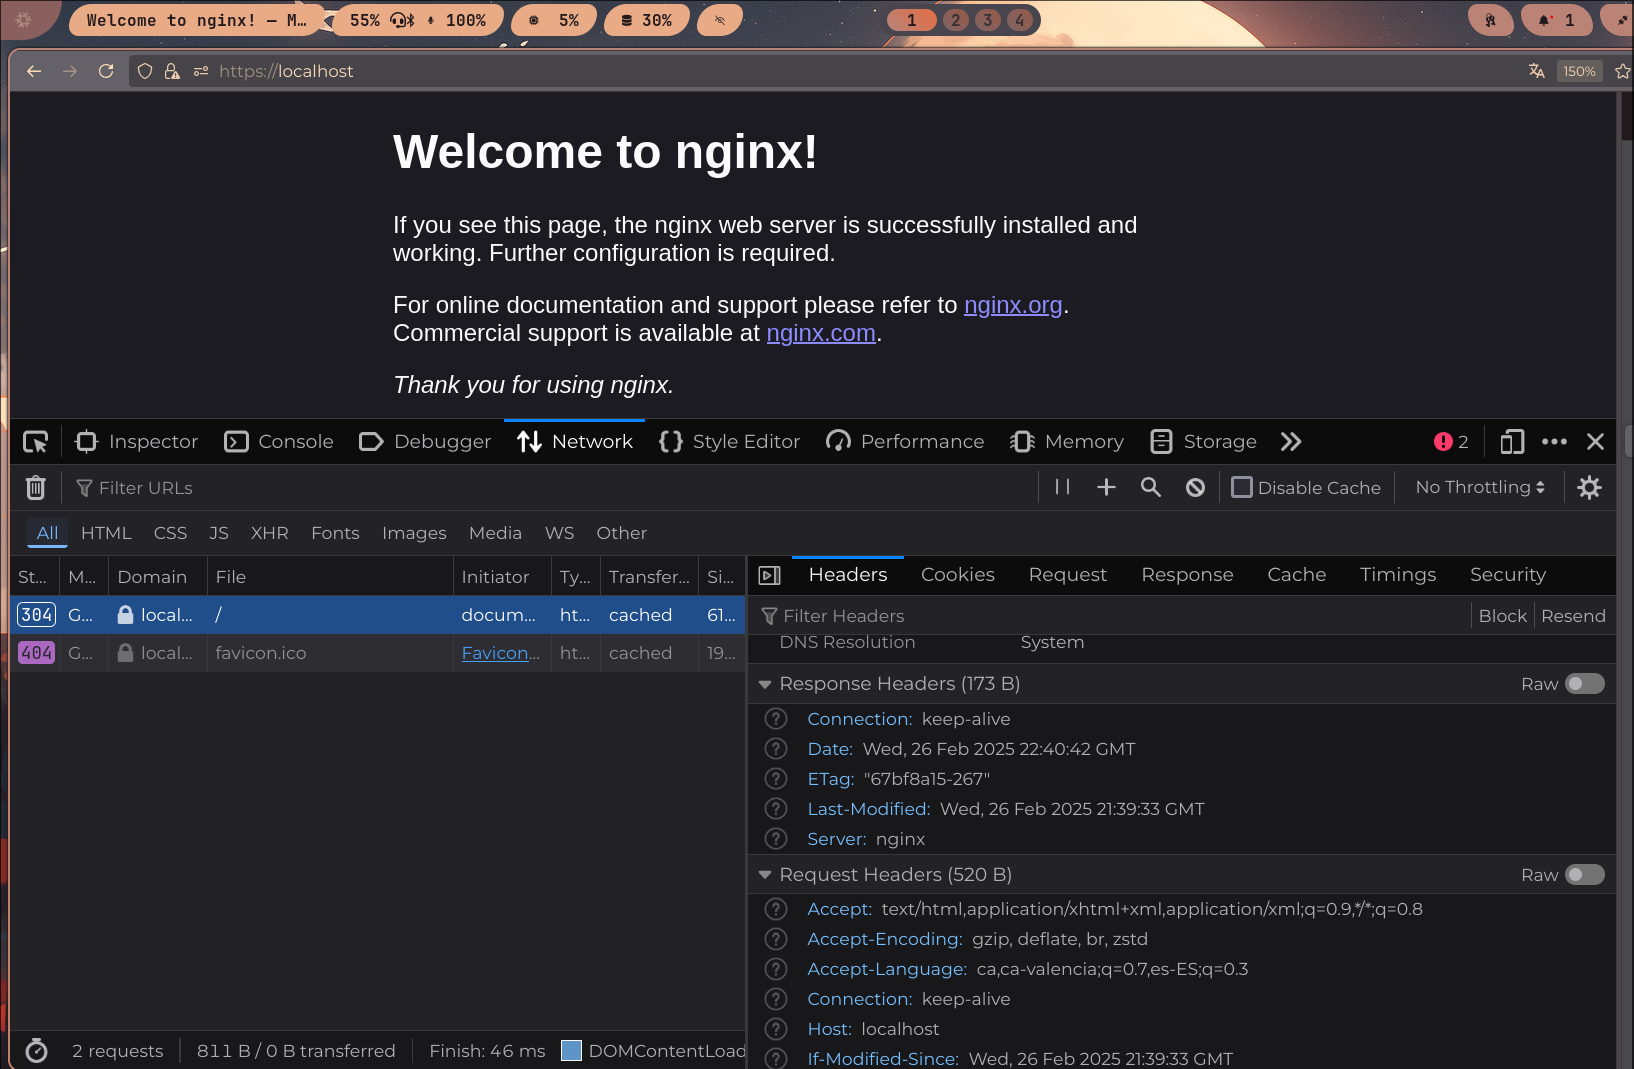 Welcome to nginx! — M… 55% 100% 5% 30% 1 2 3 4 1
https://localhost 150%
Welcome to nginx!
If you see this page, the nginx web server is successfully installed and
working. Further configuration is required.
For online documentation and support please refer to nginx.org.
Commercial support is available at nginx.com.
Thank you for using nginx.
Inspector Console Debugger Network Style Editor Performance Memory Storage 2
Filter URLs Disable Cache No Throttling
All HTML CSS JS XHR Fonts Images Media WS Other
St… M… Domain File Initiator Ty… Transfer… Si…
304 G… local… / docum… ht… cached 61…
404 G… local… favicon.ico Favicon… ht… cached 19…
2 requests 811 B / 0 B transferred Finish: 46 ms DOMContentLoad
Headers Cookies Request Response Cache Timings Security
Filter Headers Block Resend
DNS Resolution System
Response Headers (173 B) Raw
Connection: keep-alive
Date: Wed, 26 Feb 2025 22:40:42 GMT
ETag: "67bf8a15-267"
Last-Modified: Wed, 26 Feb 2025 21:39:33 GMT
Server: nginx
Request Headers (520 B) Raw
Accept: text/html,application/xhtml+xml,application/xml;q=0.9,*/*;q=0.8
Accept-Encoding: gzip, deflate, br, zstd
Accept-Language: ca,ca-valencia;q=0.7,es-ES;q=0.3
Connection: keep-alive
Host: localhost
If-Modified-Since: Wed, 26 Feb 2025 21:39:33 GMT